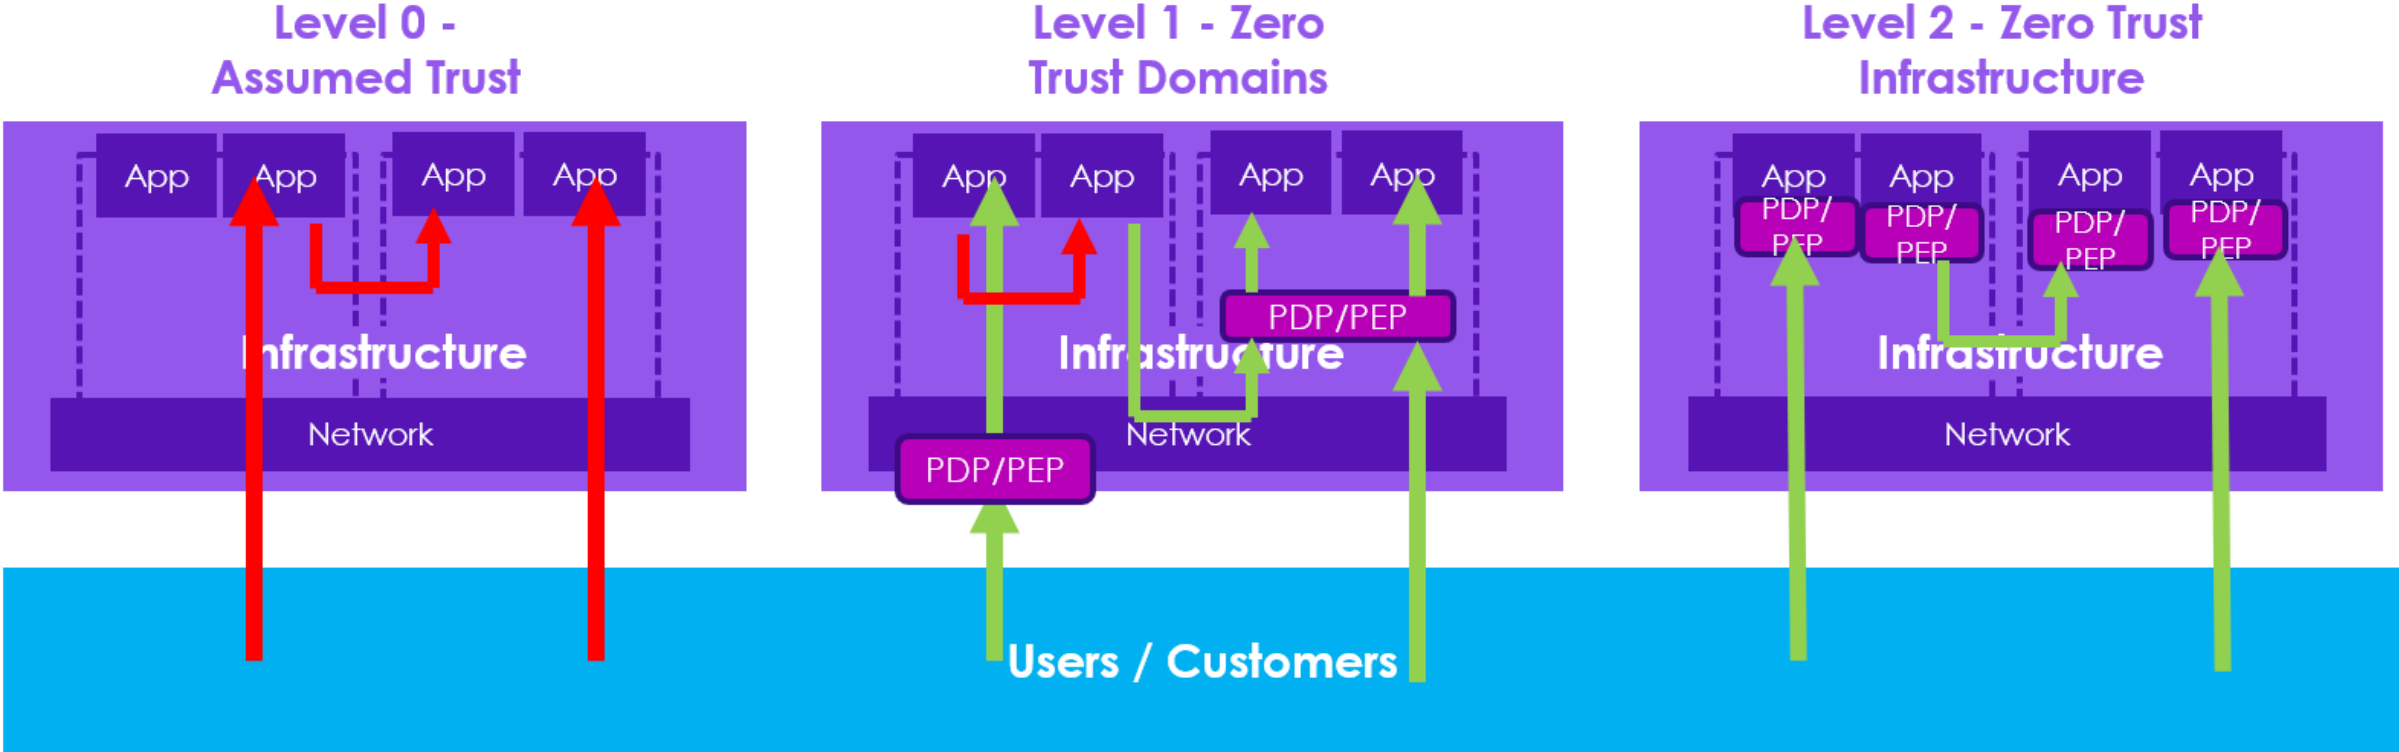 Level 0 -
Assumed Trust
App
App
App
App
Infrastructure
Network
Level 1 - Zero
Trust Domains
App
App
App
App
PDP/PEP
Infrastructure
Network
PDP/PEP
Level 2 - Zero Trust
Infrastructure
App
App
App
App
PDP/
PEP
PDP/
PEP
PDP/
PEP
PDP/
PEP
Infrastructure
Network
Users / Customers